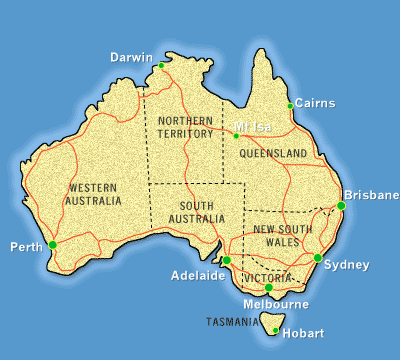 Darwin
Cairns
NORTHERN
TERRITORY
Mt Isa
QUEENSLAND
WESTERN
AUSTRALIA
SOUTH
AUSTRALIA
Brisbane
NEW SOUTH
WALES
Perth
Adelaide
Sydney
VICTORIA
Melbourne
TASMANIA
Hobart